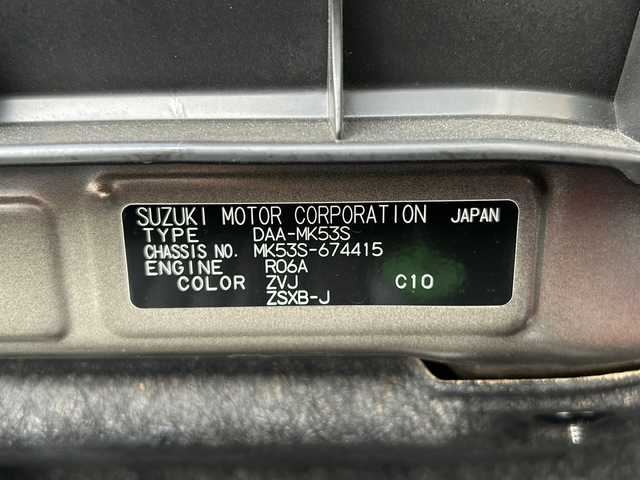 SUZUKI MOTOR CORPORATION JAPAN
TYPE DAA-MK53S
CHASSIS NO. MK53S-674415
ENGINE R06A
COLOR ZVJ C10
ZSXB-J